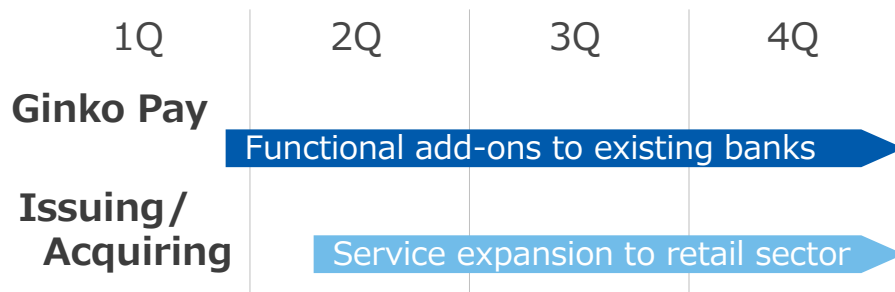 1Q 2Q 3Q 4Q
Ginko Pay
Functional add-ons to existing banks
Issuing/
Acquiring
Service expansion to retail sector